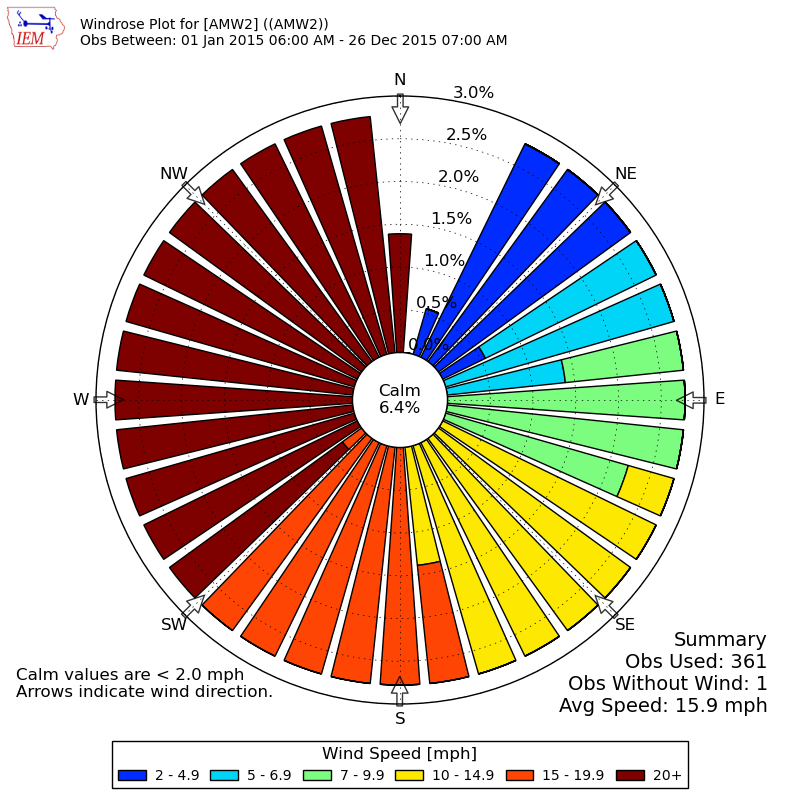 IEM
Windrose Plot for [AMW2] ((AMW2))
Obs Between: 01 Jan 2015 06:00 AM - 26 Dec 2015 07:00 AM
N
3.0%
2.5%
2.0%
1.5%
1.0%
0.5%
0.0%
NW
NE
W
Calm
6.4%
E
SW
SE
S
Summary
Obs Used: 361
Obs Without Wind: 1
Avg Speed: 15.9 mph
Calm values are < 2.0 mph
Arrows indicate wind direction.
Wind Speed [mph]
2 - 4.9 5 - 6.9 7 - 9.9 10 - 14.9 15 - 19.9 20+